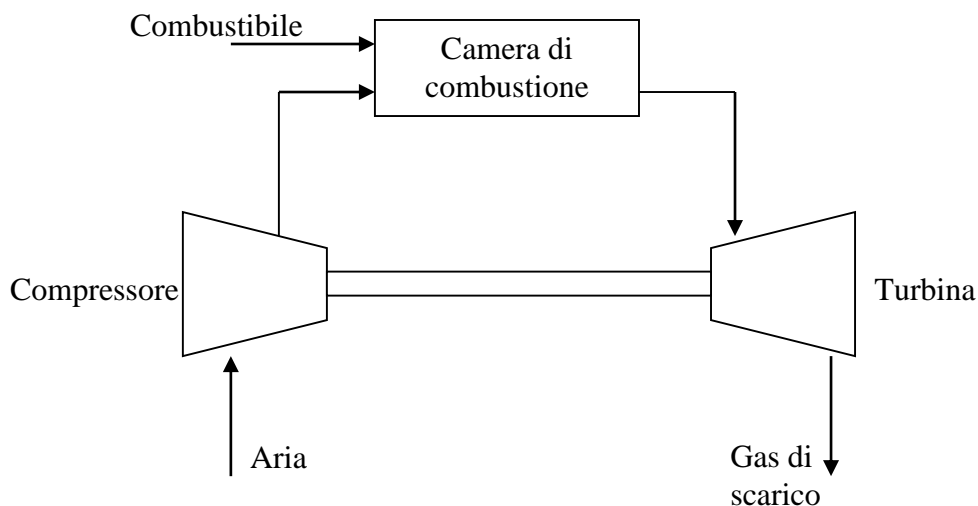 Combustibile
Camera di
combustione
Compressore
Turbina
Aria
Gas di
scarico